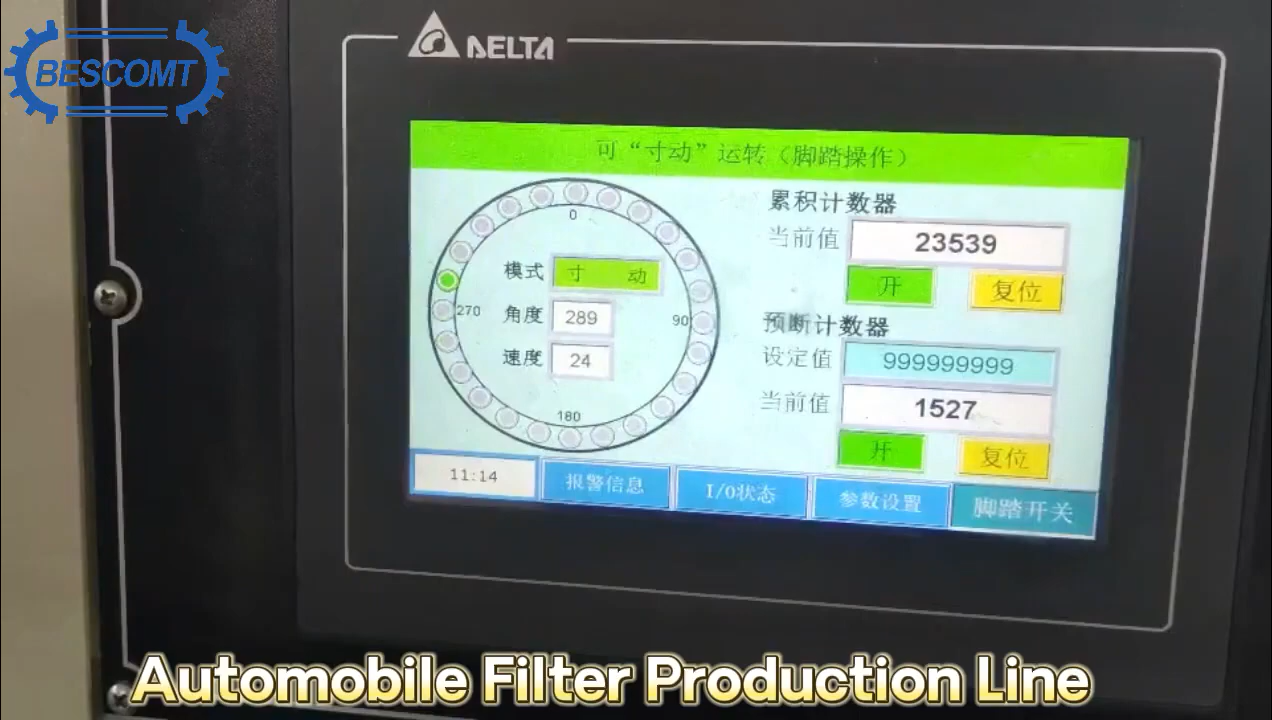 BESCOMT
DELTA
可“寸动”运转（脚踏操作）
0
90
180
270
模式 寸 动
角度 289
速度 24
累积计数器
当前值 23539
开 复位
预断计数器
设定值 999999999
当前值 1527
开 复位
11:14 报警信息 I/O状态 参数设置 脚踏开关
Automobile Filter Production Line